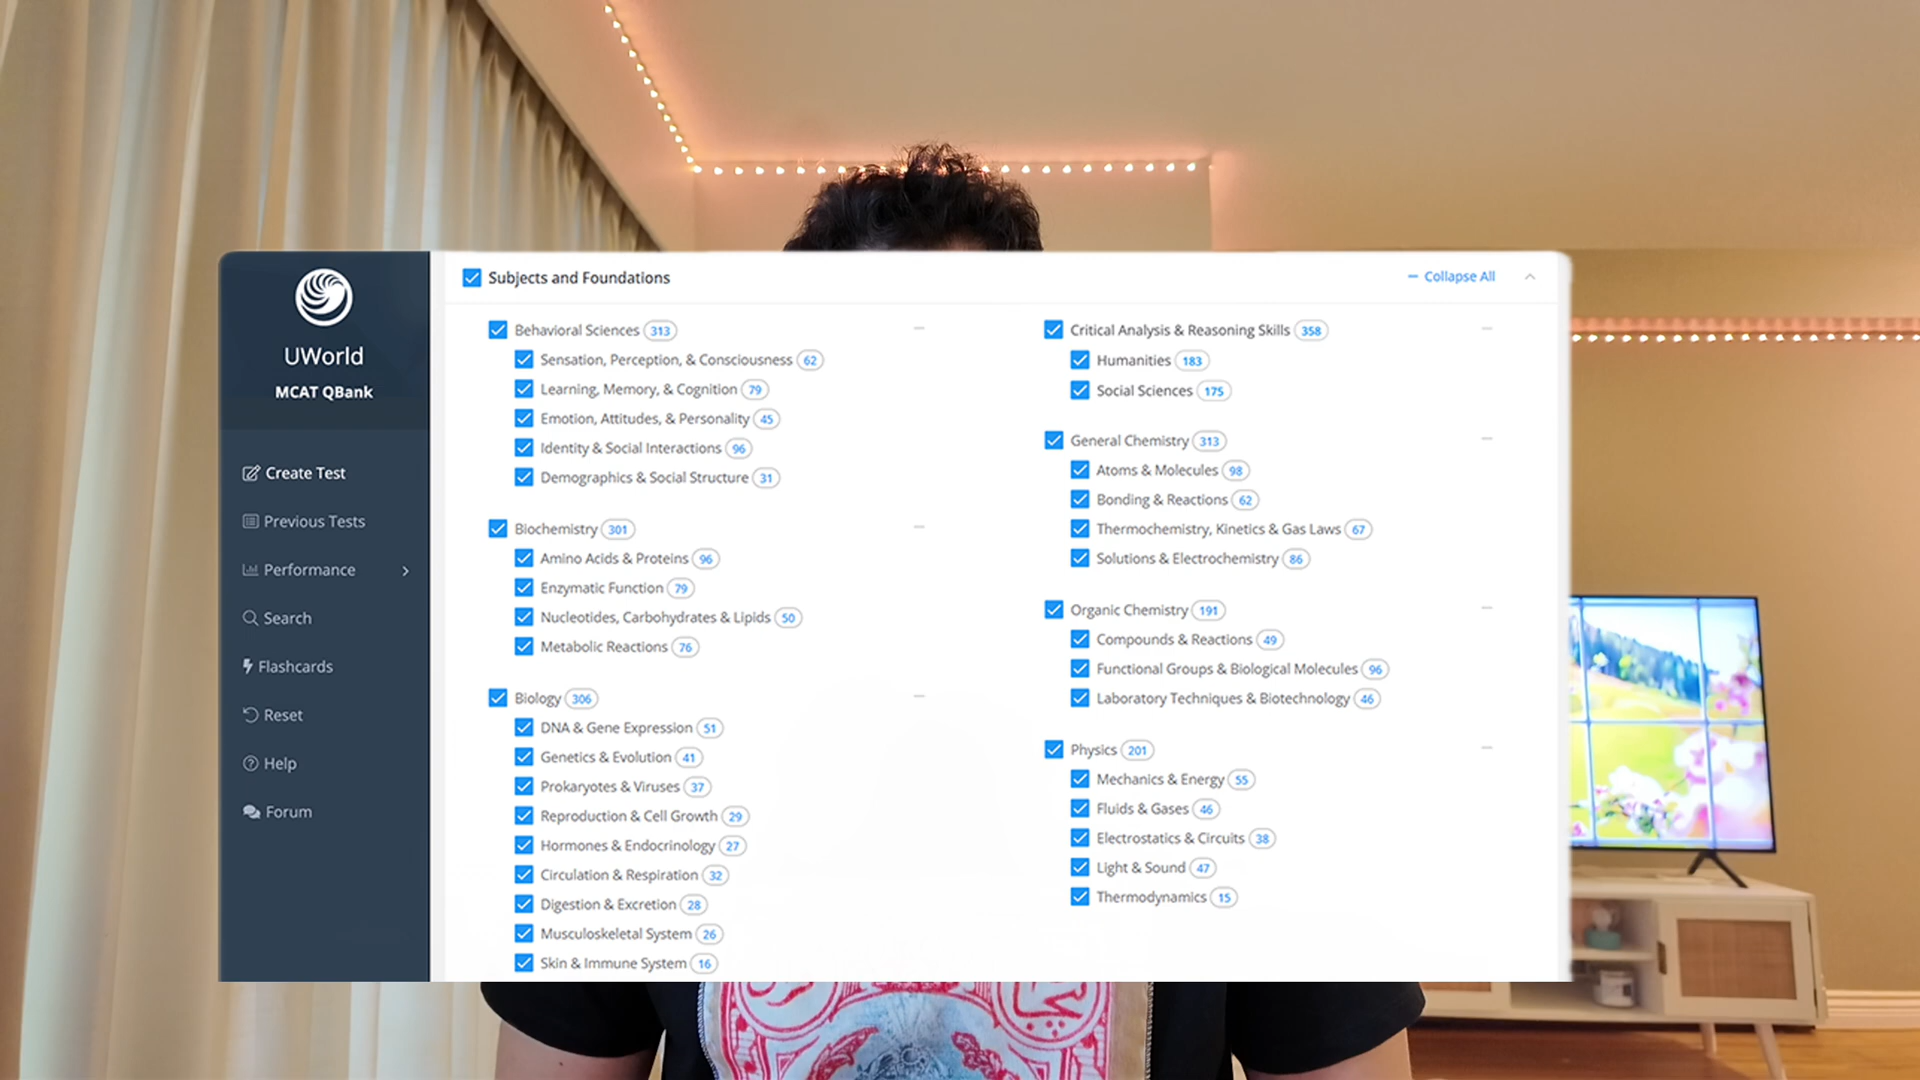 UWorld
MCAT QBank
Create Test
Previous Tests
Performance
Search
Flashcards
Reset
Help
Forum
Subjects and Foundations
Collapse All
Behavioral Sciences 313
Sensation, Perception, & Consciousness 62
Learning, Memory, & Cognition 79
Emotion, Attitudes, & Personality 45
Identity & Social Interactions 96
Demographics & Social Structure 31
Biochemistry 301
Amino Acids & Proteins 96
Enzymatic Function 79
Nucleotides, Carbohydrates & Lipids 50
Metabolic Reactions 76
Biology 306
DNA & Gene Expression 51
Genetics & Evolution 41
Prokaryotes & Viruses 37
Reproduction & Cell Growth 29
Hormones & Endocrinology 27
Circulation & Respiration 32
Digestion & Excretion 28
Musculoskeletal System 26
Skin & Immune System 16
Critical Analysis & Reasoning Skills 358
Humanities 183
Social Sciences 175
General Chemistry 313
Atoms & Molecules 98
Bonding & Reactions 62
Thermochemistry, Kinetics & Gas Laws 67
Solutions & Electrochemistry 86
Organic Chemistry 191
Compounds & Reactions 49
Functional Groups & Biological Molecules 96
Laboratory Techniques & Biotechnology 46
Physics 201
Mechanics & Energy 55
Fluids & Gases 46
Electrostatics & Circuits 38
Light & Sound 47
Thermodynamics 15